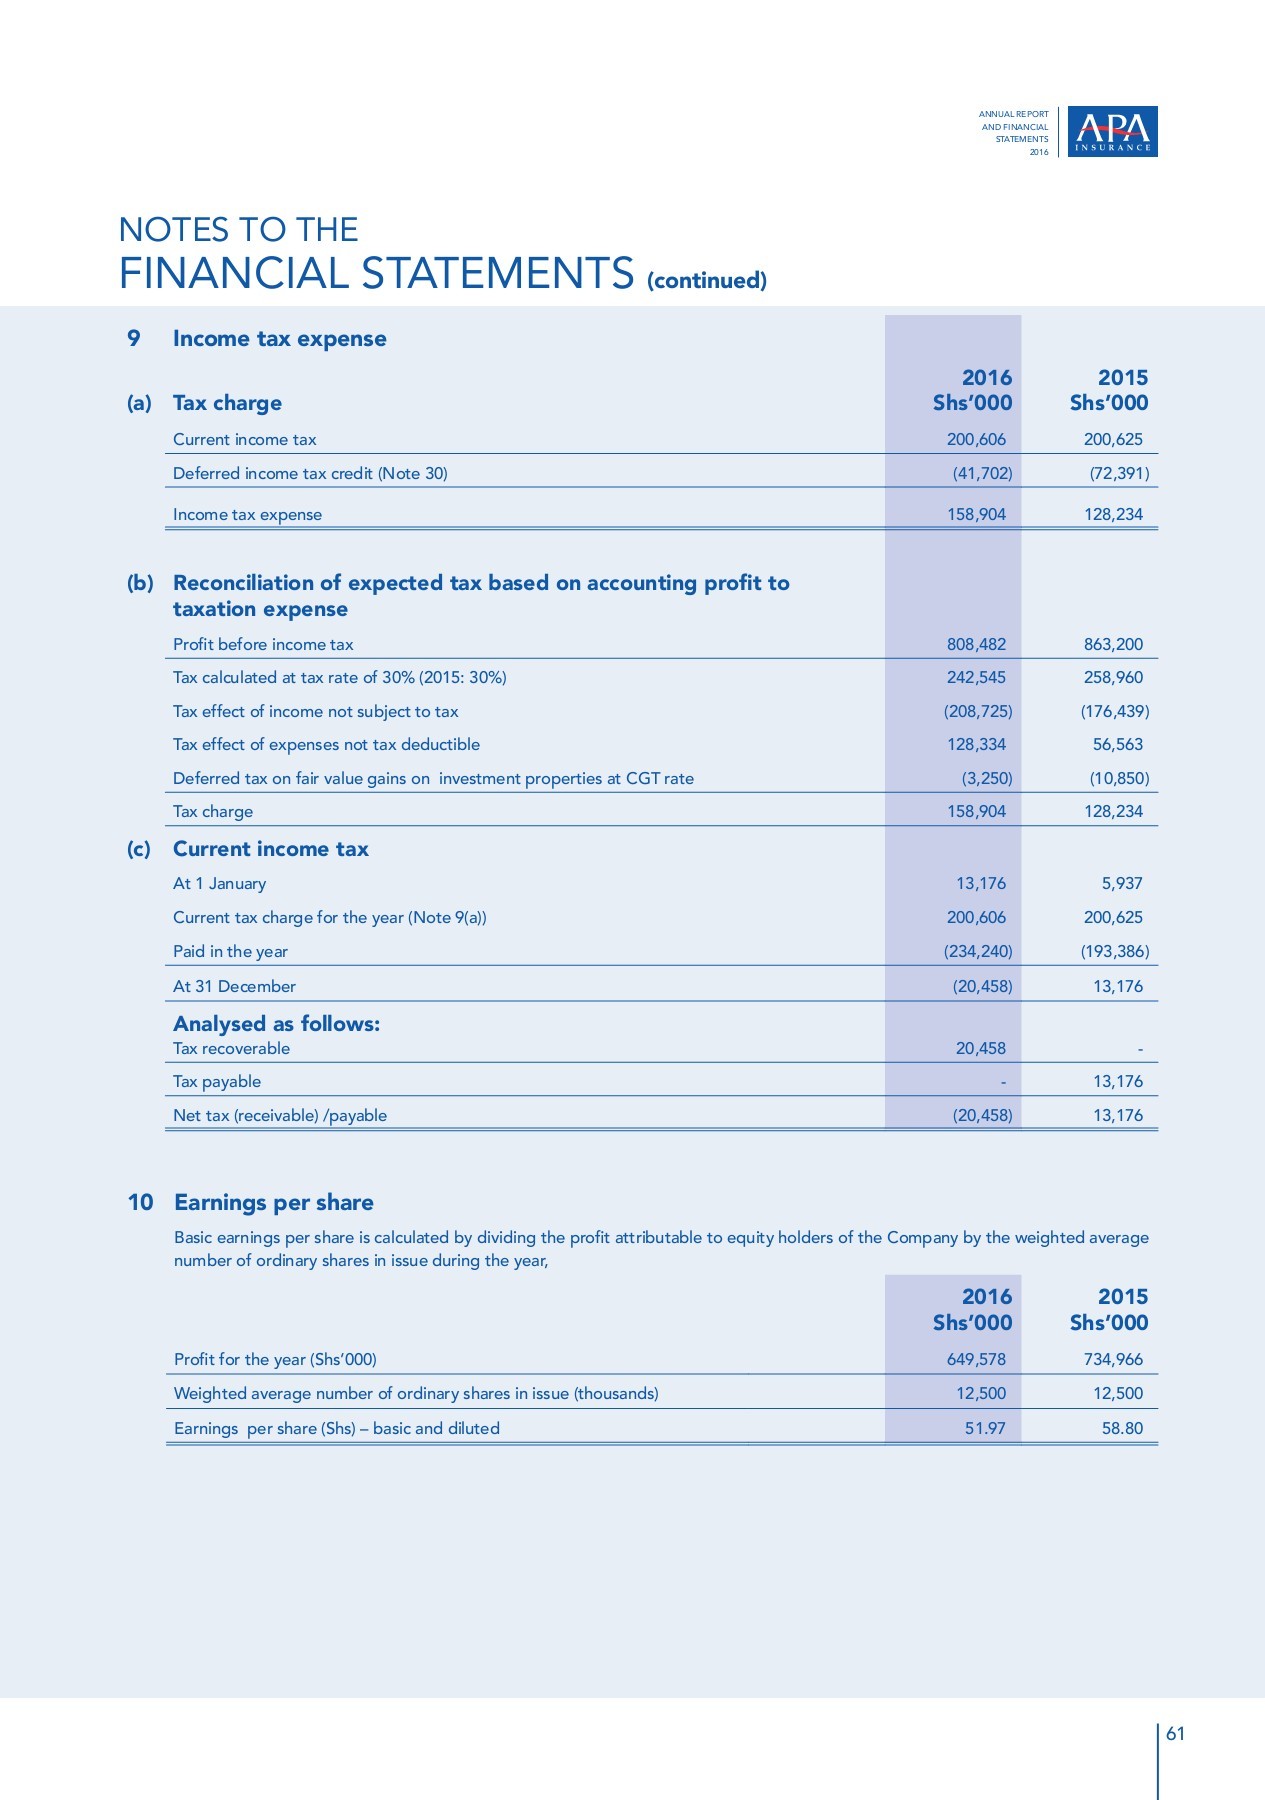 ANNUAL REPORT
AND FINANCIAL
STATEMENTS
2016
APA
INSURANCE
NOTES TO THE
FINANCIAL STATEMENTS (continued)
9 Income tax expense
2016 2015
(a) Tax charge Shs’000 Shs’000
Current income tax 200,606 200,625
Deferred income tax credit (Note 30) (41,702) (72,391)
Income tax expense 158,904 128,234
(b) Reconciliation of expected tax based on accounting profit to
taxation expense
Profit before income tax 808,482 863,200
Tax calculated at tax rate of 30% (2015: 30%) 242,545 258,960
Tax effect of income not subject to tax (208,725) (176,439)
Tax effect of expenses not tax deductible 128,334 56,563
Deferred tax on fair value gains on investment properties at CGT rate (3,250) (10,850)
Tax charge 158,904 128,234
(c) Current income tax
At 1 January 13,176 5,937
Current tax charge for the year (Note 9(a)) 200,606 200,625
Paid in the year (234,240) (193,386)
At 31 December (20,458) 13,176
Analysed as follows:
Tax recoverable 20,458 -
Tax payable - 13,176
Net tax (receivable) /payable (20,458) 13,176
10 Earnings per share
Basic earnings per share is calculated by dividing the profit attributable to equity holders of the Company by the weighted average
number of ordinary shares in issue during the year,
2016 2015
Shs’000 Shs’000
Profit for the year (Shs’000) 649,578 734,966
Weighted average number of ordinary shares in issue (thousands) 12,500 12,500
Earnings per share (Shs) – basic and diluted 51.97 58.80
61